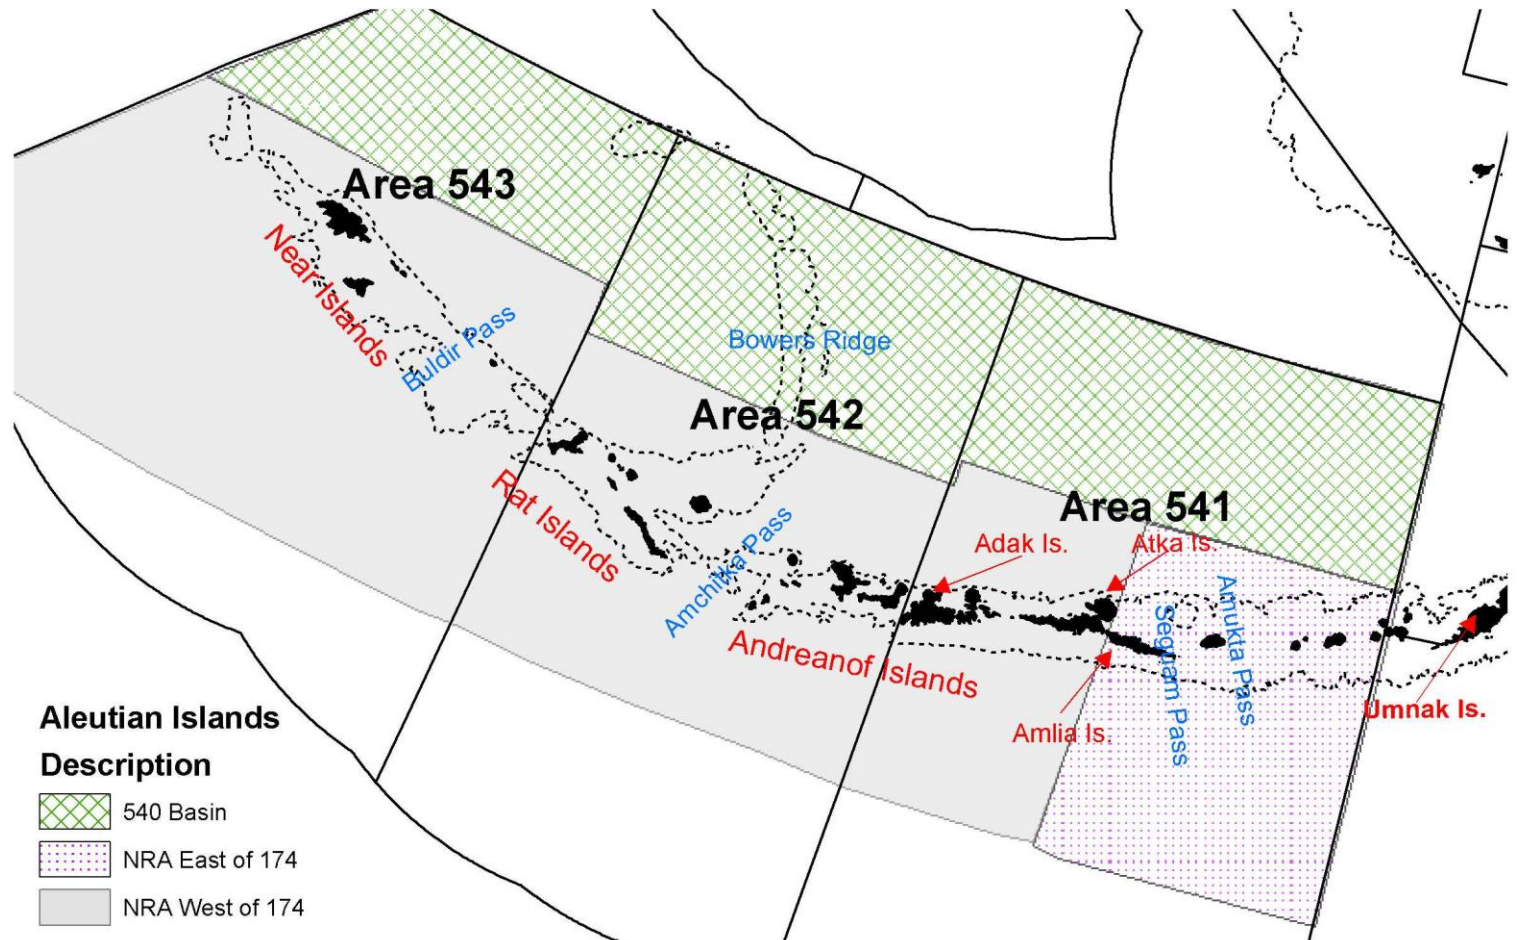 Area 543
Near Islands
Buldir Pass
Bowers Ridge
Area 542
Rat Islands
Amchitka Pass
Area 541
Adak Is.
Atka Is.
Andreanof Islands
Amlia Is.
Seguam Pass
Amukta Pass
Umnak Is.
Aleutian Islands
Description
540 Basin
NRA East of 174
NRA West of 174